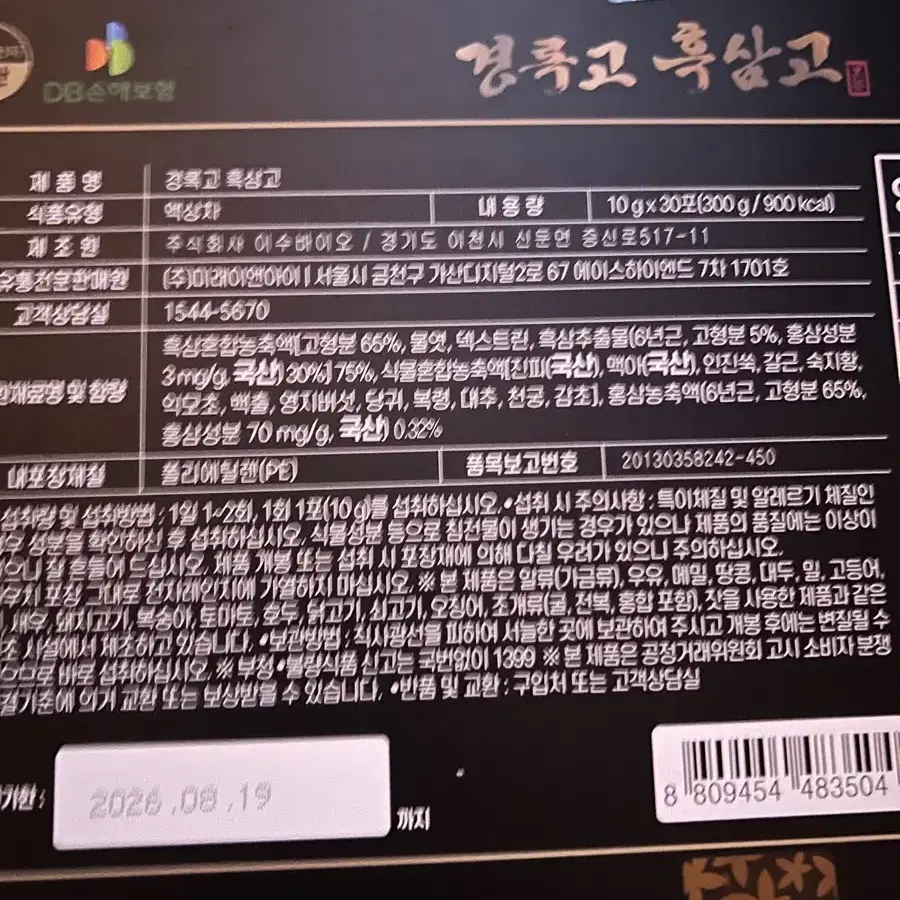 DB손해보험
경록고 흑삼고
제품명 경록고 흑삼고
식품유형 액상차 내용량 10 g x 30포(300 g / 900 kcal)
제조원 주식회사 이수바이오 / 경기도 이천시 신둔면 증신로517-11
유통전문판매원 (주)미래이앤아이 | 서울시 금천구 가산디지털2로 67 에이스하이엔드 7차 1701호
고객상담실 1544-5670
흑삼혼합농축액[고형분 65%, 물엿, 덱스트린, 흑삼추출물(6년근, 고형분 5%, 홍삼성분
원재료명 및 함량 3 mg/g, 국산) 30%] 75%, 식물혼합농축액[진피(국산), 맥아(국산), 인진쑥, 갈근, 숙지황,
익모초, 백출, 영지버섯, 당귀, 복령, 대추, 천궁, 감초], 홍삼농축액(6년근, 고형분 65%,
홍삼성분 70 mg/g, 국산) 0.32%
내포장재질 폴리에틸렌(PE) 품목보고번호 20130358242-450
섭취량 및 섭취방법 : 1일 1~2회, 1회 1포(10 g)를 섭취하십시오. •섭취 시 주의사항 : 특이체질 및 알레르기 체질인
성분을 확인하신 후 섭취하십시오. 식물성분 등으로 침전물이 생기는 경우가 있으나 제품의 품질에는 이상이
으니 잘 흔들어 드십시오. 제품 개봉 또는 섭취 시 포장재에 의해 다칠 우려가 있으니 주의하십시오.
포장 그대로 전자레인지에 가열하지 마십시오. ※ 본 제품은 알류(가금류), 우유, 메밀, 땅콩, 대두, 밀, 고등어,
새우, 돼지고기, 복숭아, 토마토, 호두, 닭고기, 쇠고기, 오징어, 조개류(굴, 전복, 홍합 포함), 잣을 사용한 제품과 같은
시설에서 제조하고 있습니다. •보관방법 : 직사광선을 피하여 서늘한 곳에 보관하여 주시고 개봉 후에는 변질될 수
으므로 바로 섭취하십시오. ※ 부정•불량식품 신고는 국번없이 1399 ※ 본 제품은 공정거래위원회 고시 소비자 분쟁
결기준에 의거 교환 또는 보상받을 수 있습니다. •반품 및 교환 : 구입처 또는 고객상담실
기한 : 2026.08.19 까지
8 809454 483504